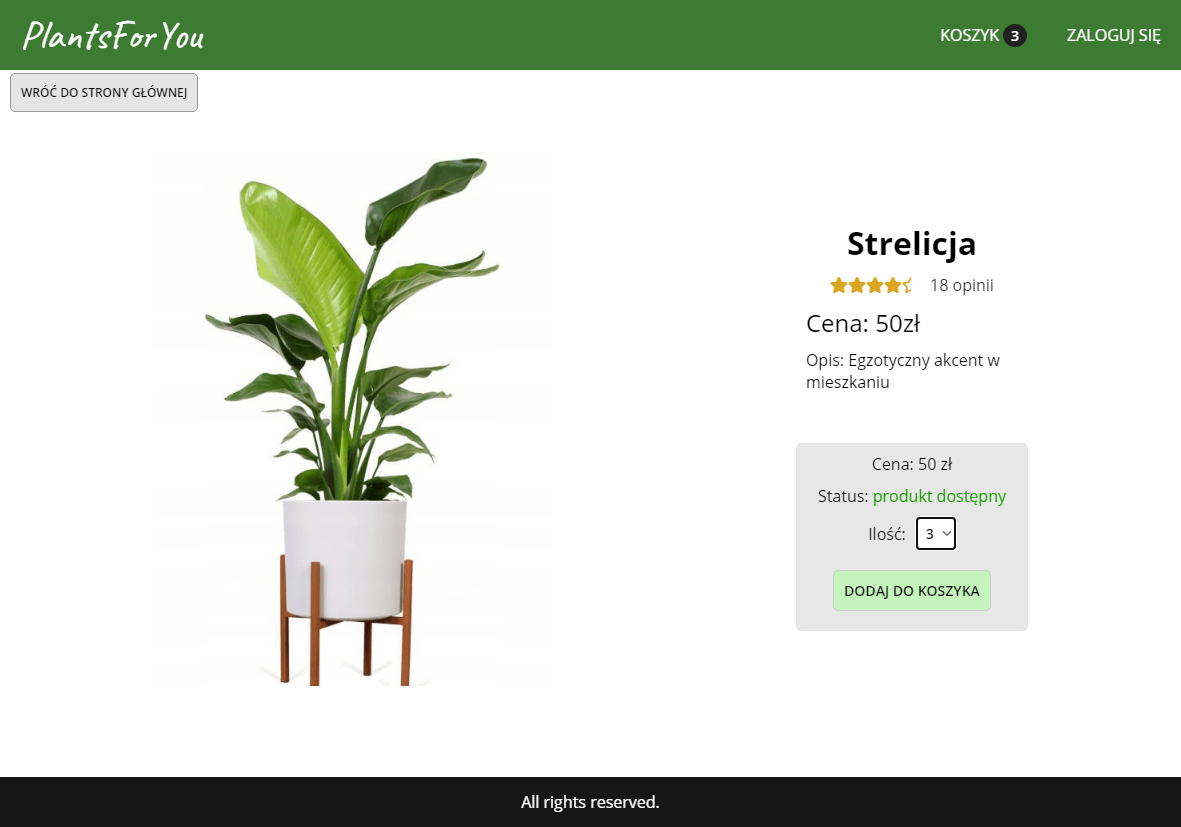 PlantsForYou
KOSZYK 3
ZALOGUJ SIĘ
WRÓĆ DO STRONY GŁÓWNEJ
Strelicja
18 opinii
Cena: 50zł
Opis: Egzotyczny akcent w
mieszkaniu
Cena: 50 zł
Status: produkt dostępny
Ilość: 3
DODAJ DO KOSZYKA
All rights reserved.